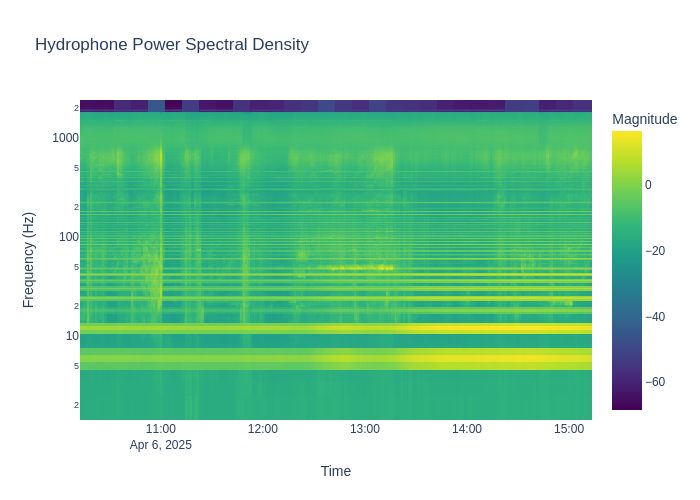 Hydrophone Power Spectral Density
Magnitude
Frequency (Hz)
2
1000
5
2
100
5
2
10
5
2
0
−20
−40
−60
11:00 12:00 13:00 14:00 15:00
Apr 6, 2025
Time